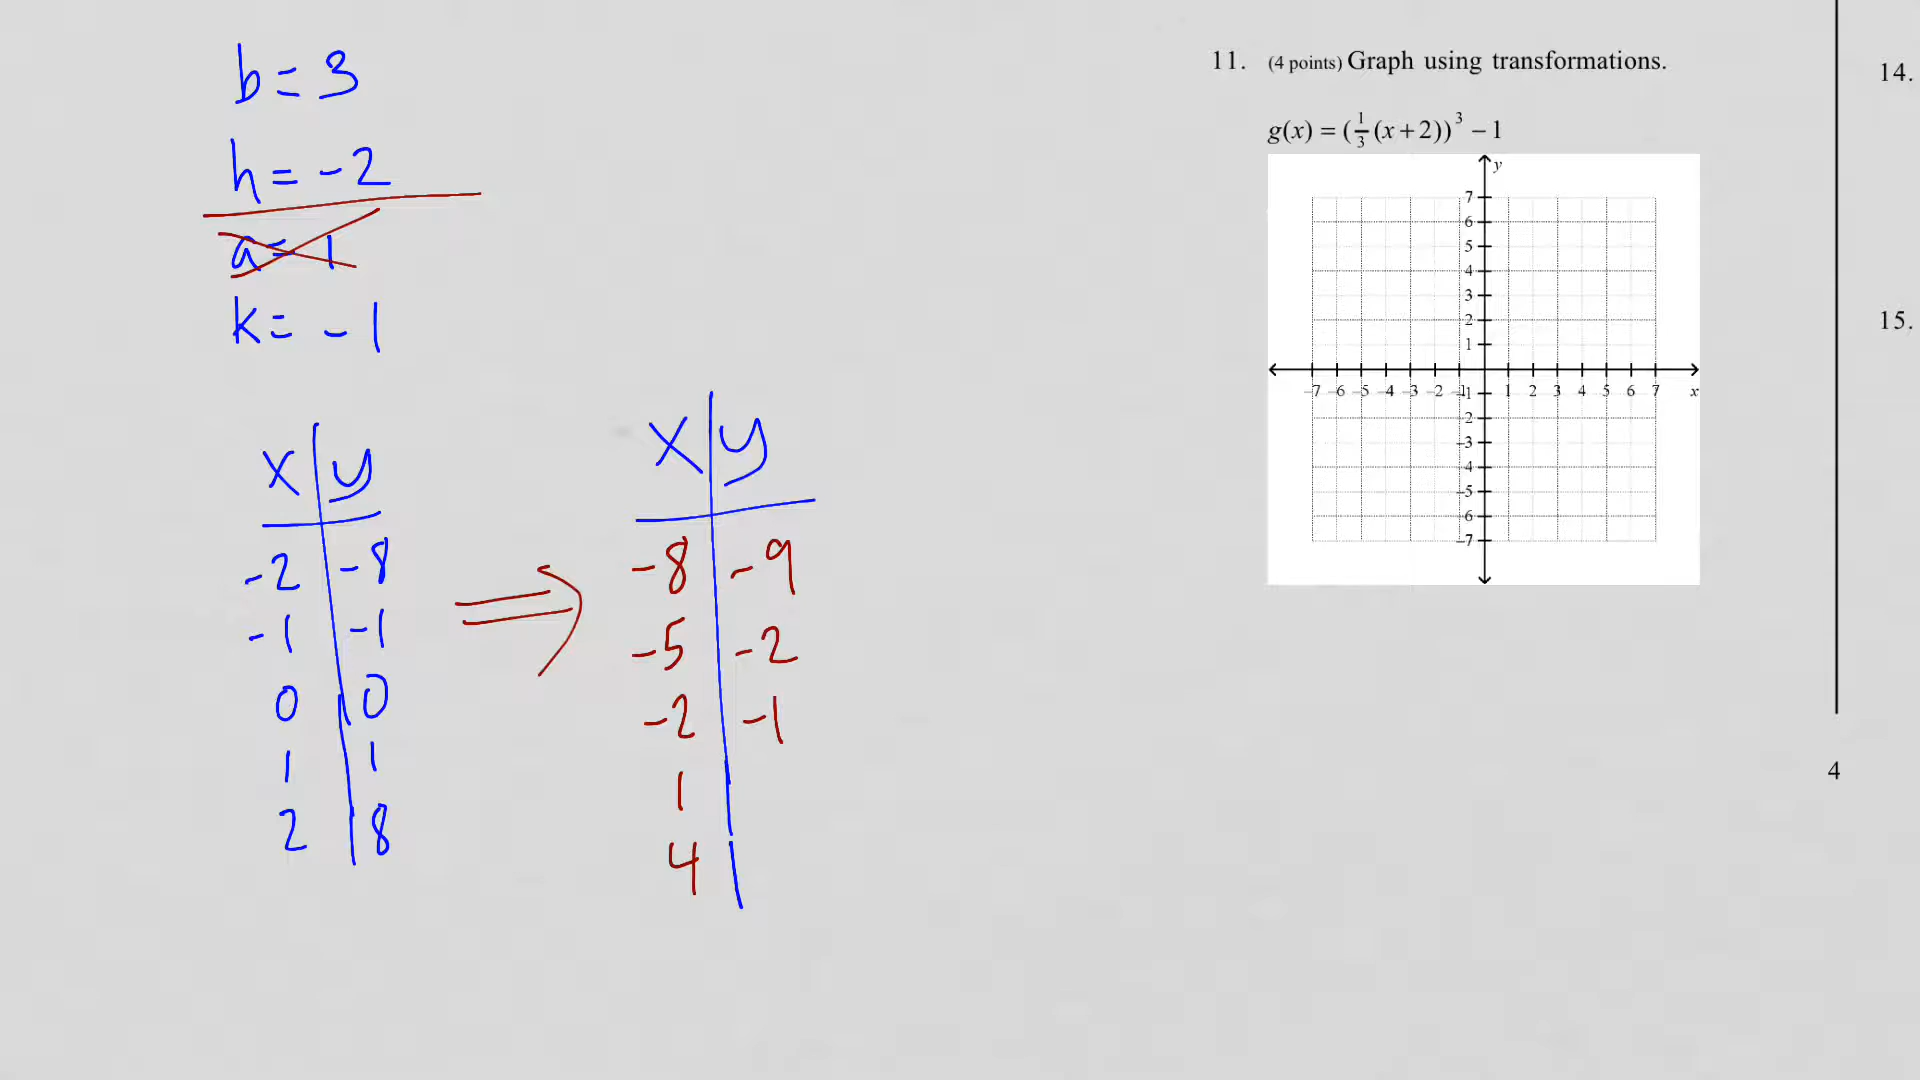 b = 3
h = -2
a = 1
k = -1
x y
-2 -8
-1 -1
0 0
1 1
2 8
x y
-8 -9
-5 -2
-2 -1
1
4
11. (4 points) Graph using transformations.
g(x) = (1/3(x+2))³ − 1
y
7
6
5
4
3
2
1
-7 -6 -5 -4 -3 -2 -1 1 2 3 4 5 6 7 x
-1
-2
-3
-4
-5
-6
-7
14.
15.
4